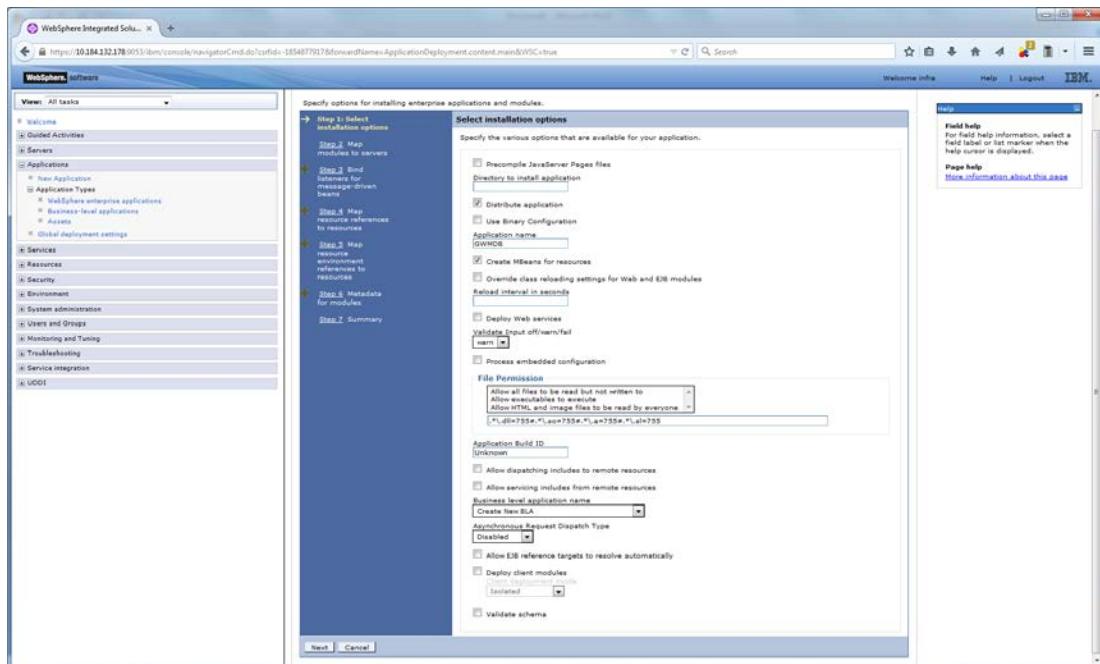 WebSphere Integrated Solu... ×
https://10.184.132.178:9053/ibm/console/navigatorCmd.do?csrfid=-1854877917&forwardName=ApplicationDeployment.content.main&WSC=true
Search
WebSphere. software
Welcome infra
Help | Logout
IBM.
View: All tasks
Welcome
Guided Activities
Servers
Applications
New Application
Application Types
WebSphere enterprise applications
Business-level applications
Assets
Global deployment settings
Services
Resources
Security
Environment
System administration
Users and Groups
Monitoring and Tuning
Troubleshooting
Service integration
UDDI
Specify options for installing enterprise applications and modules.
Step 1: Select
installation options
Step 2 Map
modules to servers
Step 3 Bind
listeners for
message-driven
beans
Step 4 Map
resource references
to resources
Step 5 Map
resource
environment
references to
resources
Step 6 Metadata
for modules
Step 7 Summary
Select installation options
Specify the various options that are available for your application.
Precompile JavaServer Pages files
Directory to install application
Distribute application
Use Binary Configuration
Application name
GWMDB
Create MBeans for resources
Override class reloading settings for Web and EJB modules
Reload interval in seconds
Deploy Web services
Validate Input off/warn/fail
warn
Process embedded configuration
File Permission
Allow all files to be read but not written to
Allow executables to execute
Allow HTML and image files to be read by everyone
.*\.dll=755#.*\.so=755#.*\.a=755#.*\.sl=755
Application Build ID
Unknown
Allow dispatching includes to remote resources
Allow servicing includes from remote resources
Business level application name
Create New BLA
Asynchronous Request Dispatch Type
Disabled
Allow EJB reference targets to resolve automatically
Deploy client modules
Client deployment mode
Isolated
Validate schema
Next
Cancel
Help
Field help
For field help information, select a
field label or list marker when the
help cursor is displayed.
Page help
More information about this page